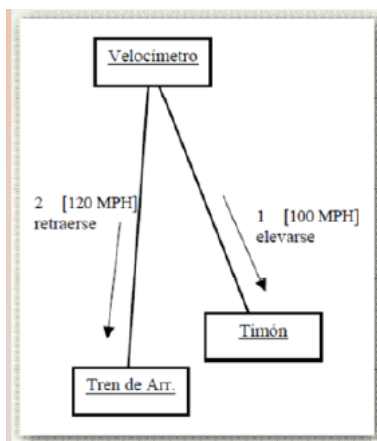 Velocímetro
2 [120 MPH]
retraerse
1 [100 MPH]
elevarse
Timón
Tren de Arr.